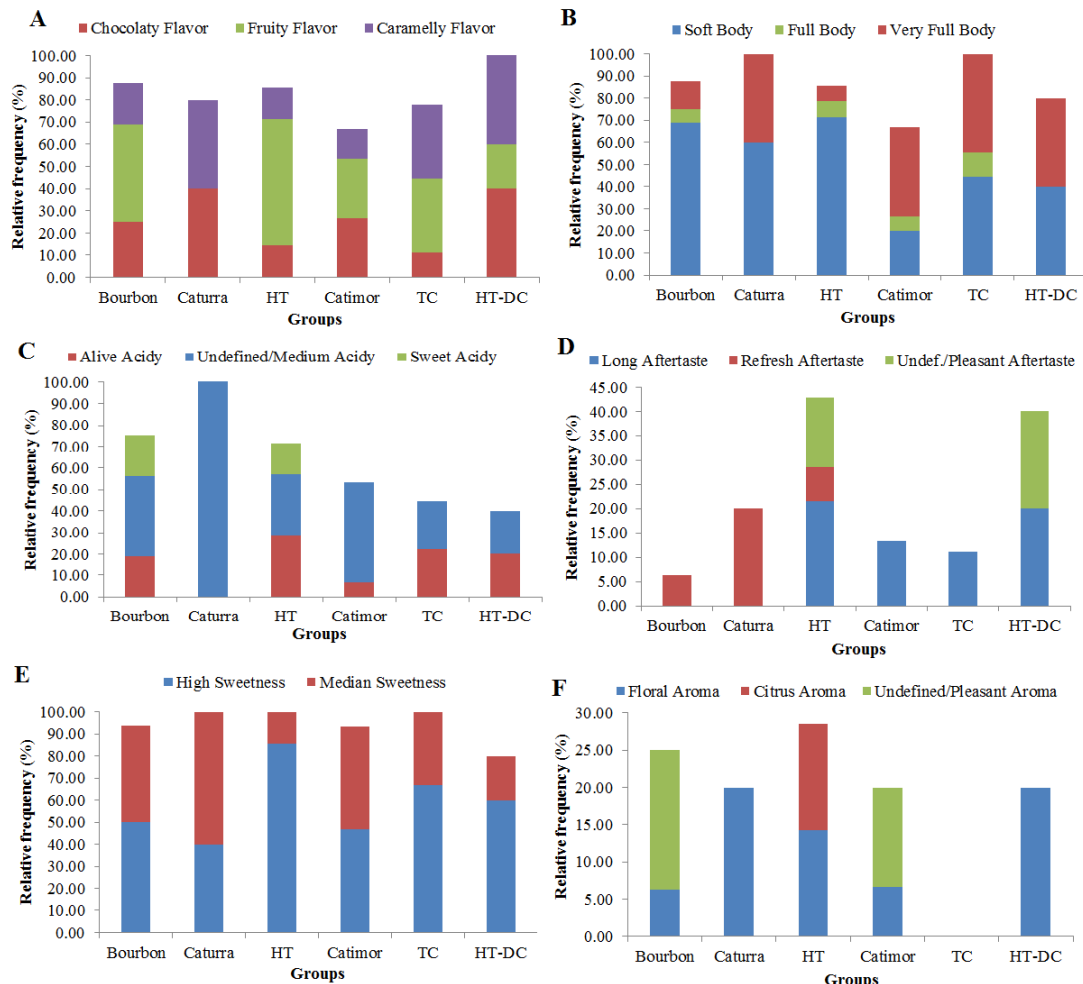 A
Chocolaty Flavor Fruity Flavor Caramelly Flavor
Relative frequency (%)
100.00
90.00
80.00
70.00
60.00
50.00
40.00
30.00
20.00
10.00
0.00
Bourbon Caturra HT Catimor TC HT-DC
Groups
B
Soft Body Full Body Very Full Body
Relative frequency (%)
100.00
90.00
80.00
70.00
60.00
50.00
40.00
30.00
20.00
10.00
0.00
Bourbon Caturra HT Catimor TC HT-DC
Groups
C
Alive Acidy Undefined/Medium Acidy Sweet Acidy
Relative frequency (%)
100.00
90.00
80.00
70.00
60.00
50.00
40.00
30.00
20.00
10.00
0.00
Bourbon Caturra HT Catimor TC HT-DC
Groups
D
Long Aftertaste Refresh Aftertaste Undef./Pleasant Aftertaste
Relative frequency (%)
45.00
40.00
35.00
30.00
25.00
20.00
15.00
10.00
5.00
0.00
Bourbon Caturra HT Catimor TC HT-DC
Groups
E
High Sweetness Median Sweetness
Relative frequency (%)
100.00
90.00
80.00
70.00
60.00
50.00
40.00
30.00
20.00
10.00
0.00
Bourbon Caturra HT Catimor TC HT-DC
Groups
F
Floral Aroma Citrus Aroma Undefined/Pleasant Aroma
Relative frequency (%)
30.00
25.00
20.00
15.00
10.00
5.00
0.00
Bourbon Caturra HT Catimor TC HT-DC
Groups